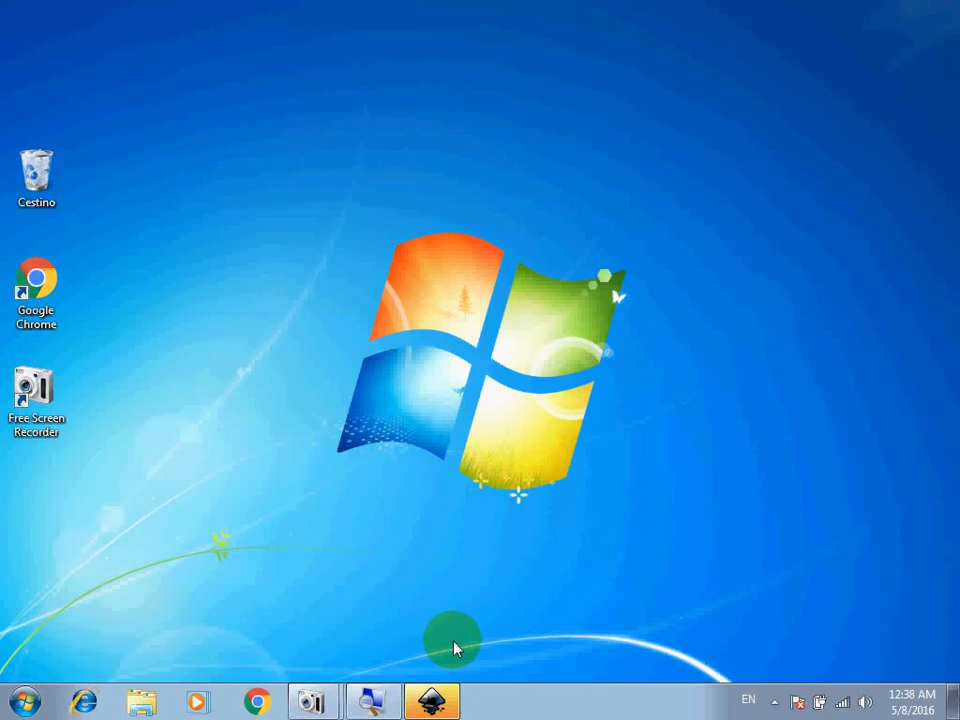 Cestino
Google
Chrome
Free Screen
Recorder
EN
12:38 AM
5/8/2016